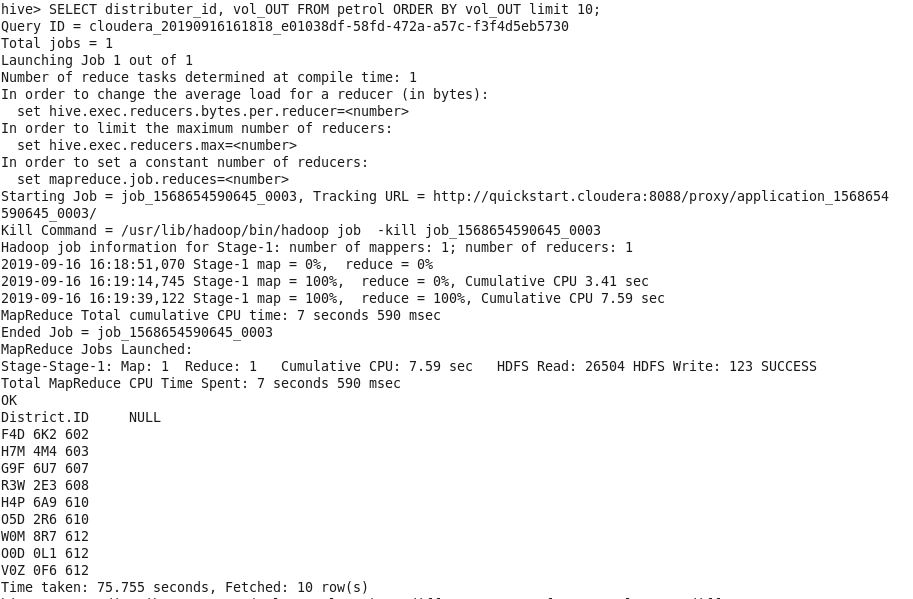 hive> SELECT distributer_id, vol_OUT FROM petrol ORDER BY vol_OUT limit 10;
Query ID = cloudera_20190916161818_e01038df-58fd-472a-a57c-f3f4d5eb5730
Total jobs = 1
Launching Job 1 out of 1
Number of reduce tasks determined at compile time: 1
In order to change the average load for a reducer (in bytes):
  set hive.exec.reducers.bytes.per.reducer=<number>
In order to limit the maximum number of reducers:
  set hive.exec.reducers.max=<number>
In order to set a constant number of reducers:
  set mapreduce.job.reduces=<number>
Starting Job = job_1568654590645_0003, Tracking URL = http://quickstart.cloudera:8088/proxy/application_1568654
590645_0003/
Kill Command = /usr/lib/hadoop/bin/hadoop job  -kill job_1568654590645_0003
Hadoop job information for Stage-1: number of mappers: 1; number of reducers: 1
2019-09-16 16:18:51,070 Stage-1 map = 0%,  reduce = 0%
2019-09-16 16:19:14,745 Stage-1 map = 100%,  reduce = 0%, Cumulative CPU 3.41 sec
2019-09-16 16:19:39,122 Stage-1 map = 100%,  reduce = 100%, Cumulative CPU 7.59 sec
MapReduce Total cumulative CPU time: 7 seconds 590 msec
Ended Job = job_1568654590645_0003
MapReduce Jobs Launched:
Stage-Stage-1: Map: 1  Reduce: 1   Cumulative CPU: 7.59 sec   HDFS Read: 26504 HDFS Write: 123 SUCCESS
Total MapReduce CPU Time Spent: 7 seconds 590 msec
OK
District.ID     NULL
F4D 6K2 602
H7M 4M4 603
G9F 6U7 607
R3W 2E3 608
H4P 6A9 610
O5D 2R6 610
W0M 8R7 612
O0D 0L1 612
V0Z 0F6 612
Time taken: 75.755 seconds, Fetched: 10 row(s)